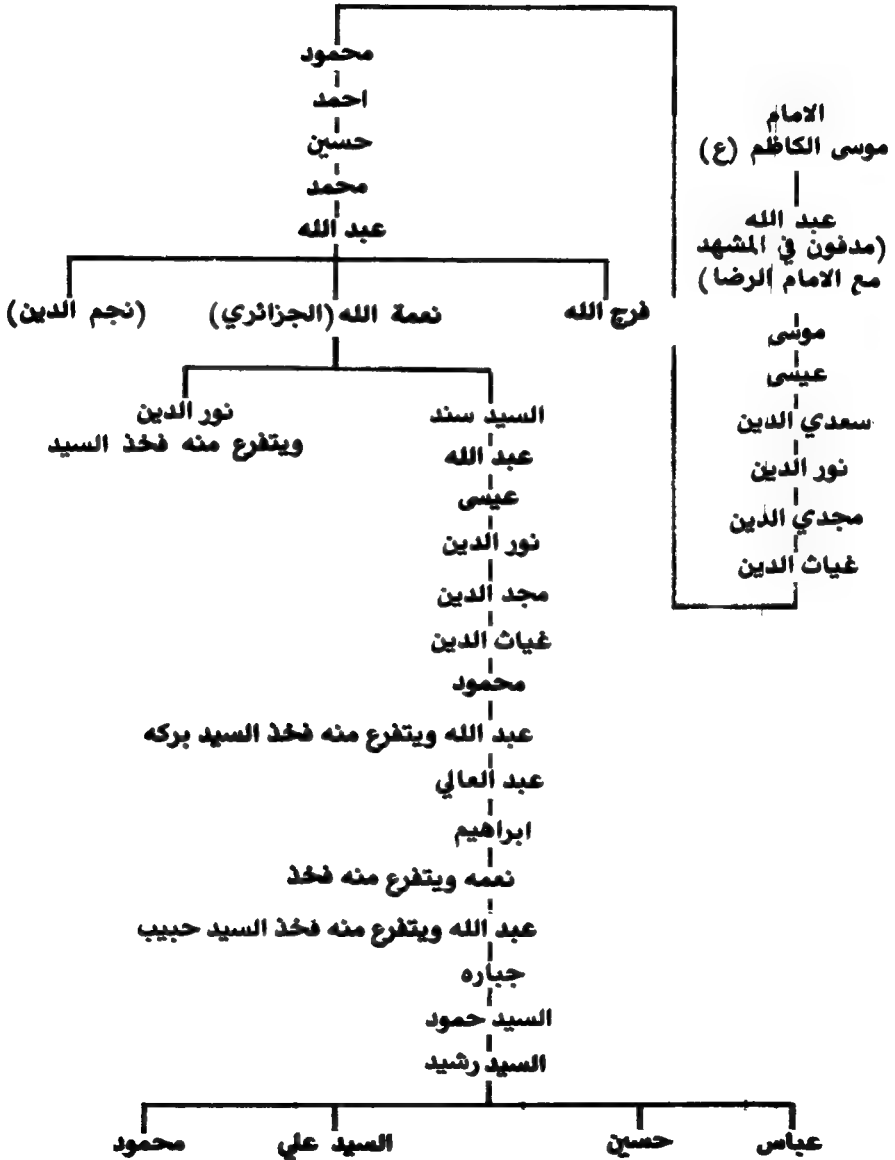 الامام
موسى الكاظم (ع)
عبد الله
(مدفون في المشهد
مع الامام الرضا)
موسى
عيسى
سعدي الدين
نور الدين
مجدي الدين
غياث الدين
محمود
احمد
حسين
محمد
عبد الله
فرج الله
نعمة الله (الجزائري)
(نجم الدين)
السيد سند
نور الدين
ويتفرع منه فخذ السيد
عبد الله
عيسى
نور الدين
مجد الدين
غياث الدين
محمود
عبد الله ويتفرع منه فخذ السيد بركه
عبد العالي
ابراهيم
نعمه ويتفرع منه فخذ
عبد الله ويتفرع منه فخذ السيد حبيب
جباره
السيد حمود
السيد رشيد
عباس
حسين
السيد علي
محمود